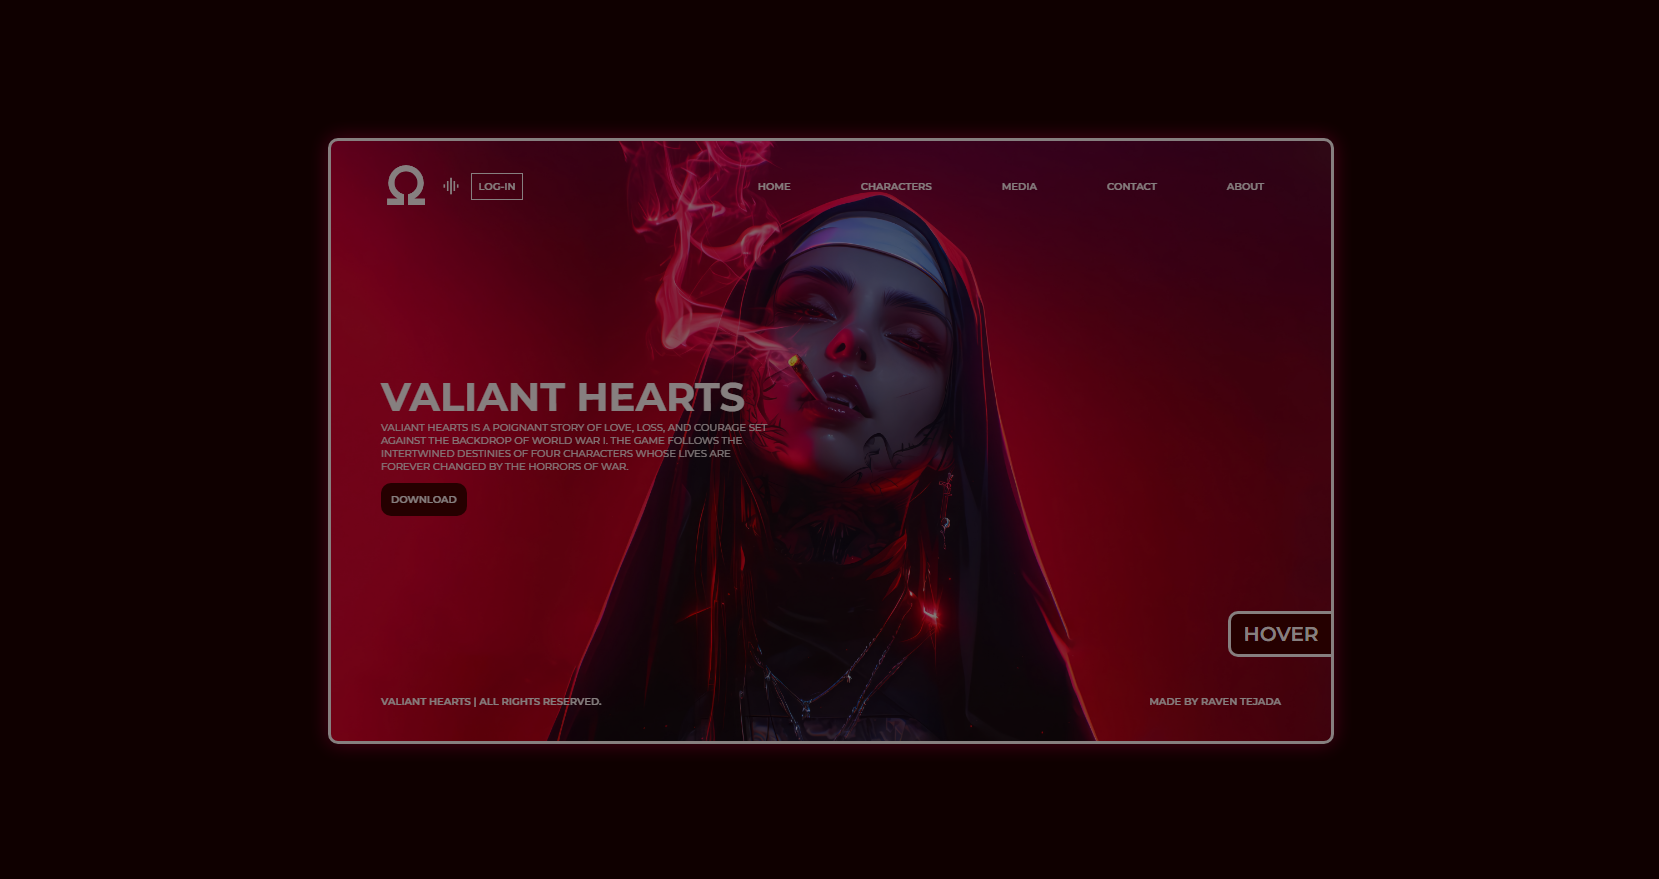 Ω
LOG-IN
HOME
CHARACTERS
MEDIA
CONTACT
ABOUT
VALIANT HEARTS
VALIANT HEARTS IS A POIGNANT STORY OF LOVE, LOSS, AND COURAGE SET
AGAINST THE BACKDROP OF WORLD WAR I. THE GAME FOLLOWS THE
INTERTWINED DESTINIES OF FOUR CHARACTERS WHOSE LIVES ARE
FOREVER CHANGED BY THE HORRORS OF WAR.
DOWNLOAD
HOVER
VALIANT HEARTS | ALL RIGHTS RESERVED.
MADE BY RAVEN TEJADA